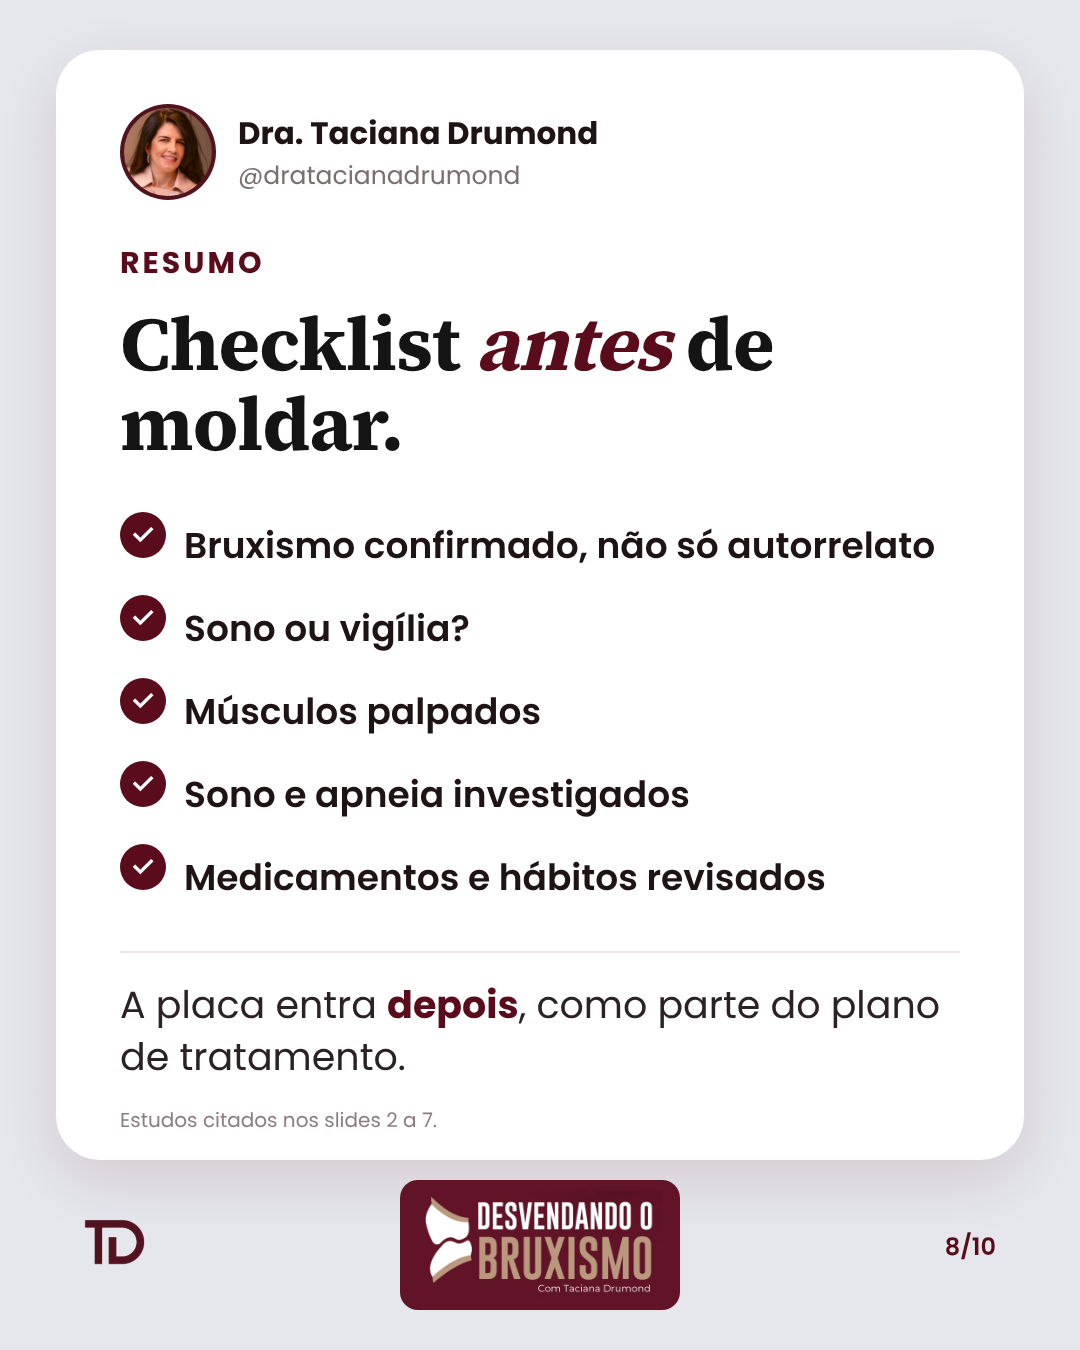 Dra. Taciana Drumond
@dratacianadrumond
RESUMO
Checklist antes de
moldar.
Bruxismo confirmado, não só autorrelato
Sono ou vigília?
Músculos palpados
Sono e apneia investigados
Medicamentos e hábitos revisados
A placa entra depois, como parte do plano
de tratamento.
Estudos citados nos slides 2 a 7.
TD
DESVENDANDO O
BRUXISMO
Com Taciana Drumond
8/10